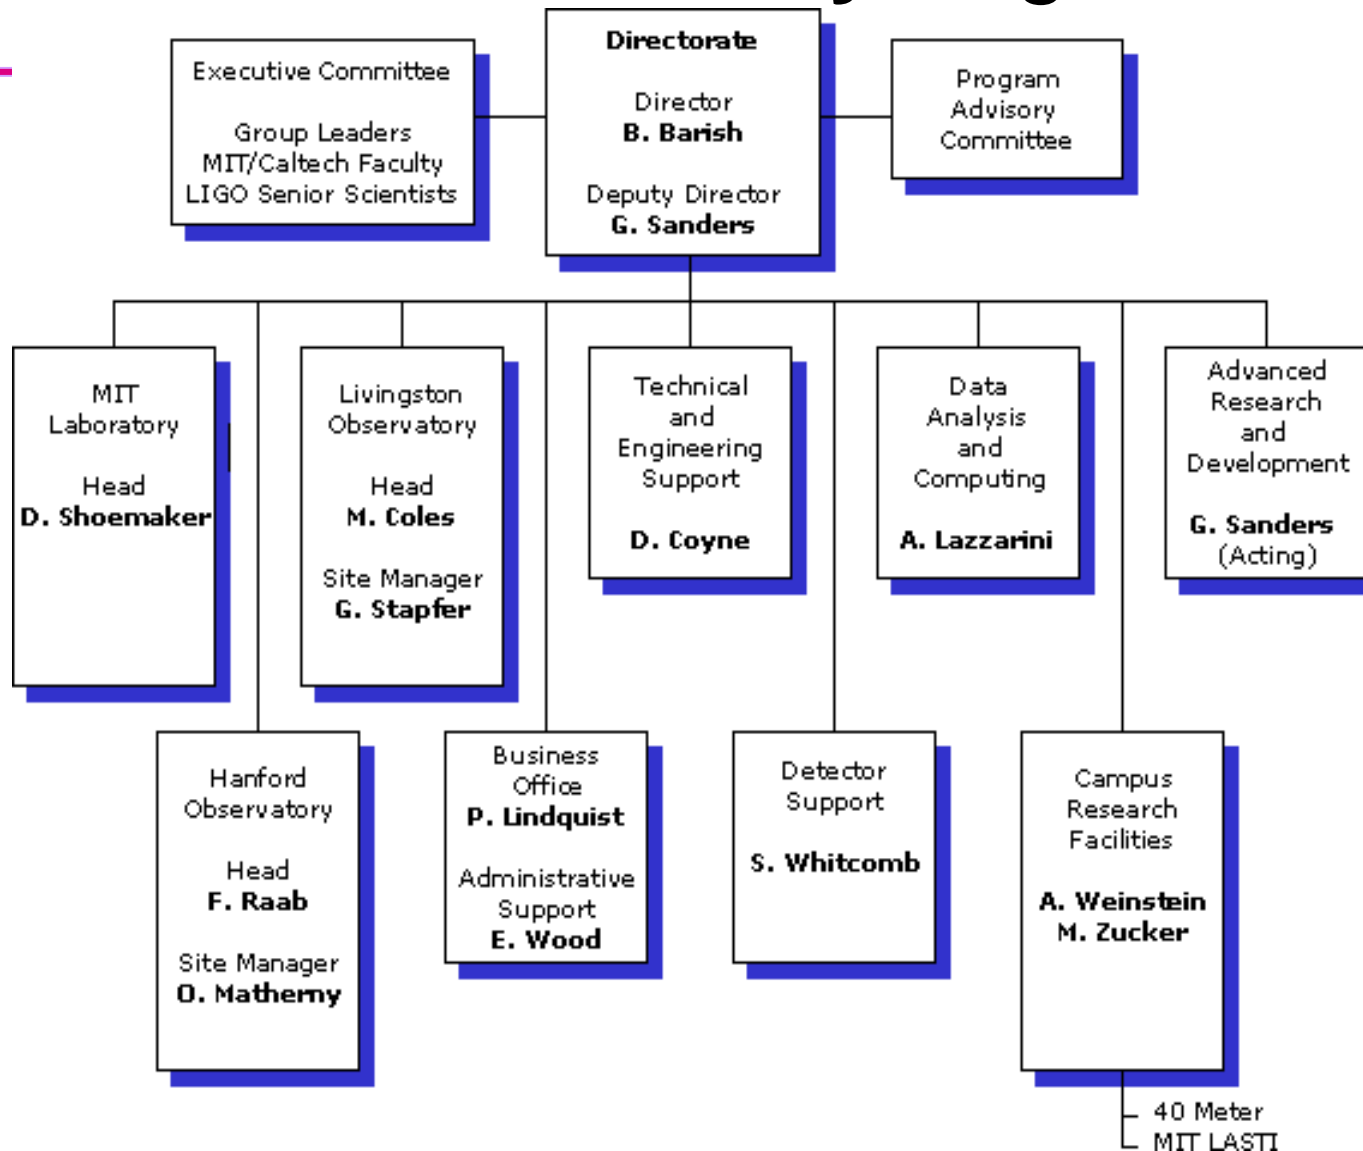 Executive Committee
Group Leaders
MIT/Caltech Faculty
LIGO Senior Scientists
Directorate
Director
B. Barish
Deputy Director
G. Sanders
Program
Advisory
Committee
MIT
Laboratory
Head
D. Shoemaker
Livingston
Observatory
Head
M. Coles
Site Manager
G. Stapfer
Technical
and
Engineering
Support
D. Coyne
Data
Analysis
and
Computing
A. Lazzarini
Advanced
Research
and
Development
G. Sanders
(Acting)
Hanford
Observatory
Head
F. Raab
Site Manager
O. Matherny
Business
Office
P. Lindquist
Administrative
Support
E. Wood
Detector
Support
S. Whitcomb
Campus
Research
Facilities
A. Weinstein
M. Zucker
40 Meter
MIT LASTI